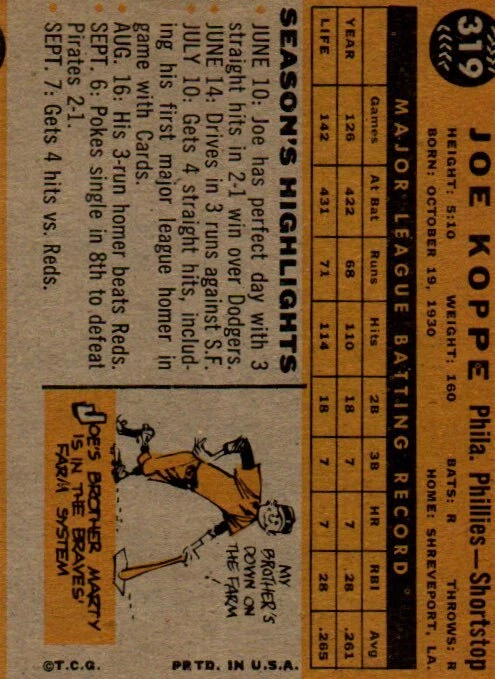 319
JOE KOPPE Phila. Phillies—Shortstop
HEIGHT: 5:10 WEIGHT: 160 BATS: R THROWS: R
BORN: OCTOBER 19, 1930 HOME: SHREVEPORT, LA.
MAJOR LEAGUE BATTING RECORD
Games At Bat Runs Hits 2B 3B HR RBI Avg
YEAR 126 422 68 110 18 7 7 28 .261
LIFE 142 431 71 114 18 7 7 28 .265
SEASON'S HIGHLIGHTS
• JUNE 10: Joe has perfect day with 3
straight hits in 2-1 win over Dodgers.
• JUNE 14: Drives in 3 runs against S.F.
• JULY 10: Gets 4 straight hits, includ-
ing his first major league homer in
game with Cards.
• AUG. 16: His 3-run homer beats Reds.
• SEPT. 6: Pokes single in 8th to defeat
Pirates 2-1.
• SEPT. 7: Gets 4 hits vs. Reds.
MY
BROTHER'S
DOWN ON
THE FARM
JOE'S BROTHER MARTY
IS IN THE BRAVES'
FARM SYSTEM
©T.C.G. PRTD. IN U.S.A.